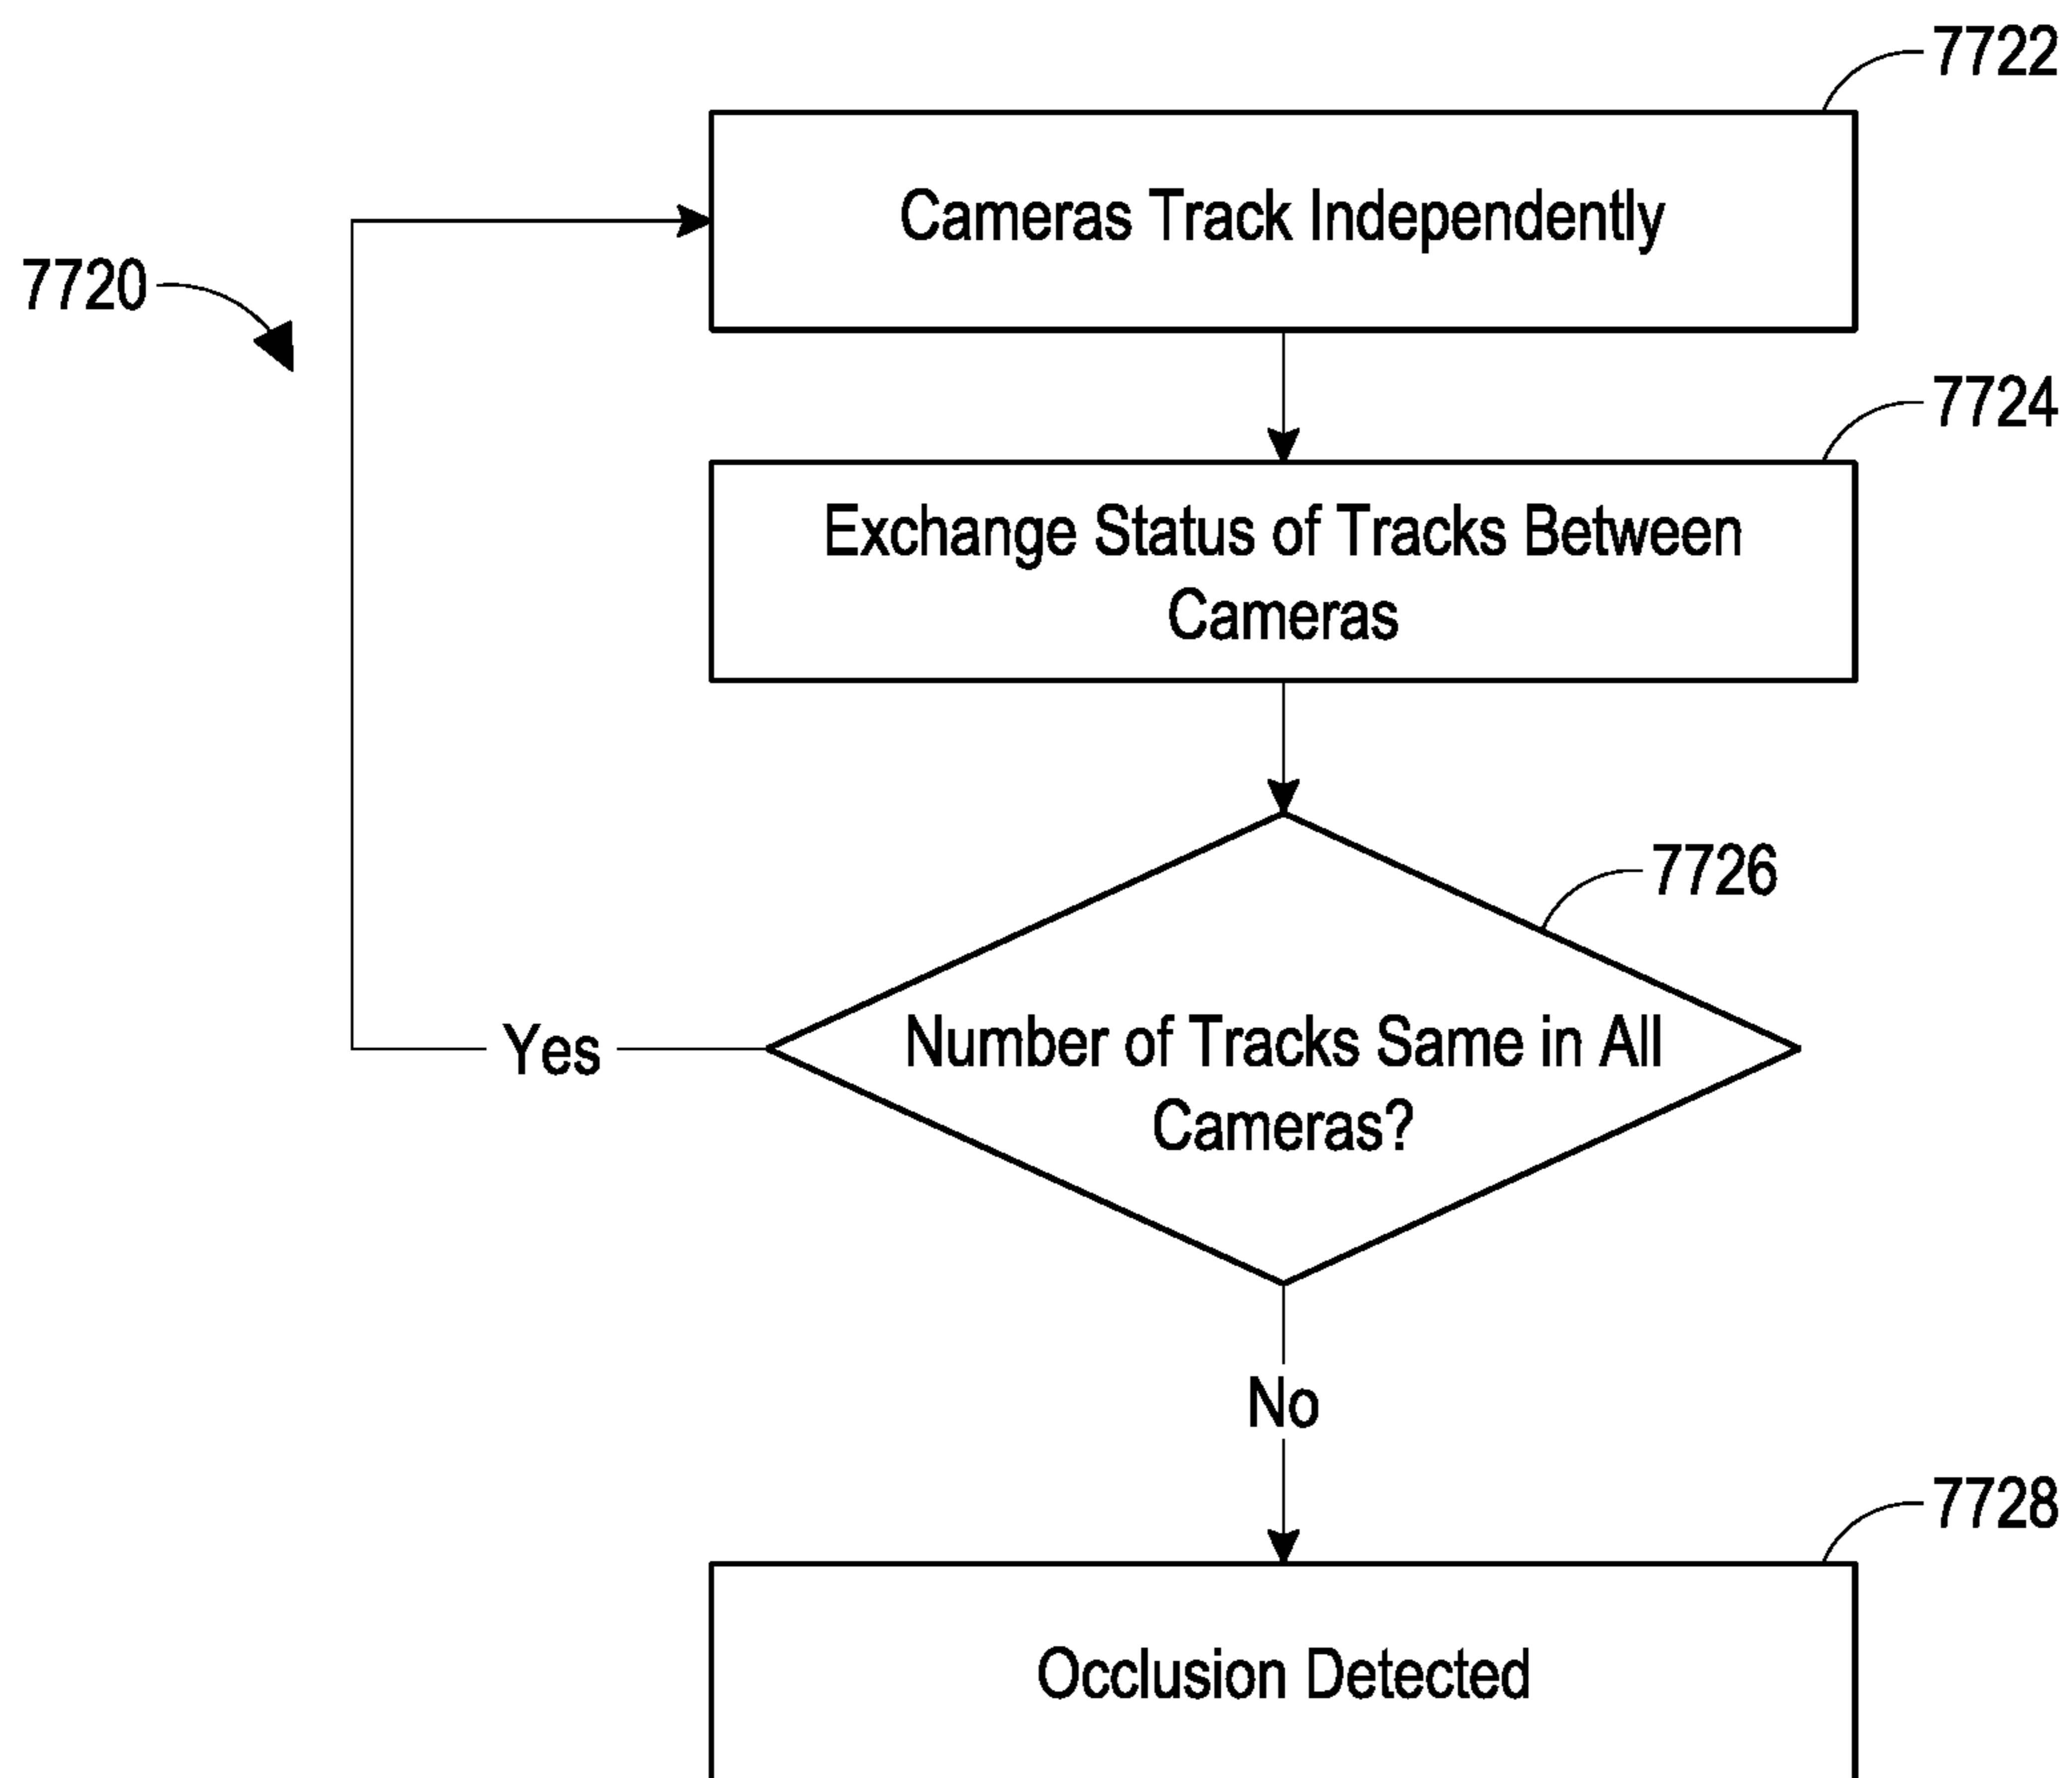 7722
Cameras Track Independently
7720
7724
Exchange Status of Tracks Between
Cameras
7726
Number of Tracks Same in All
Cameras?
Yes
No
7728
Occlusion Detected